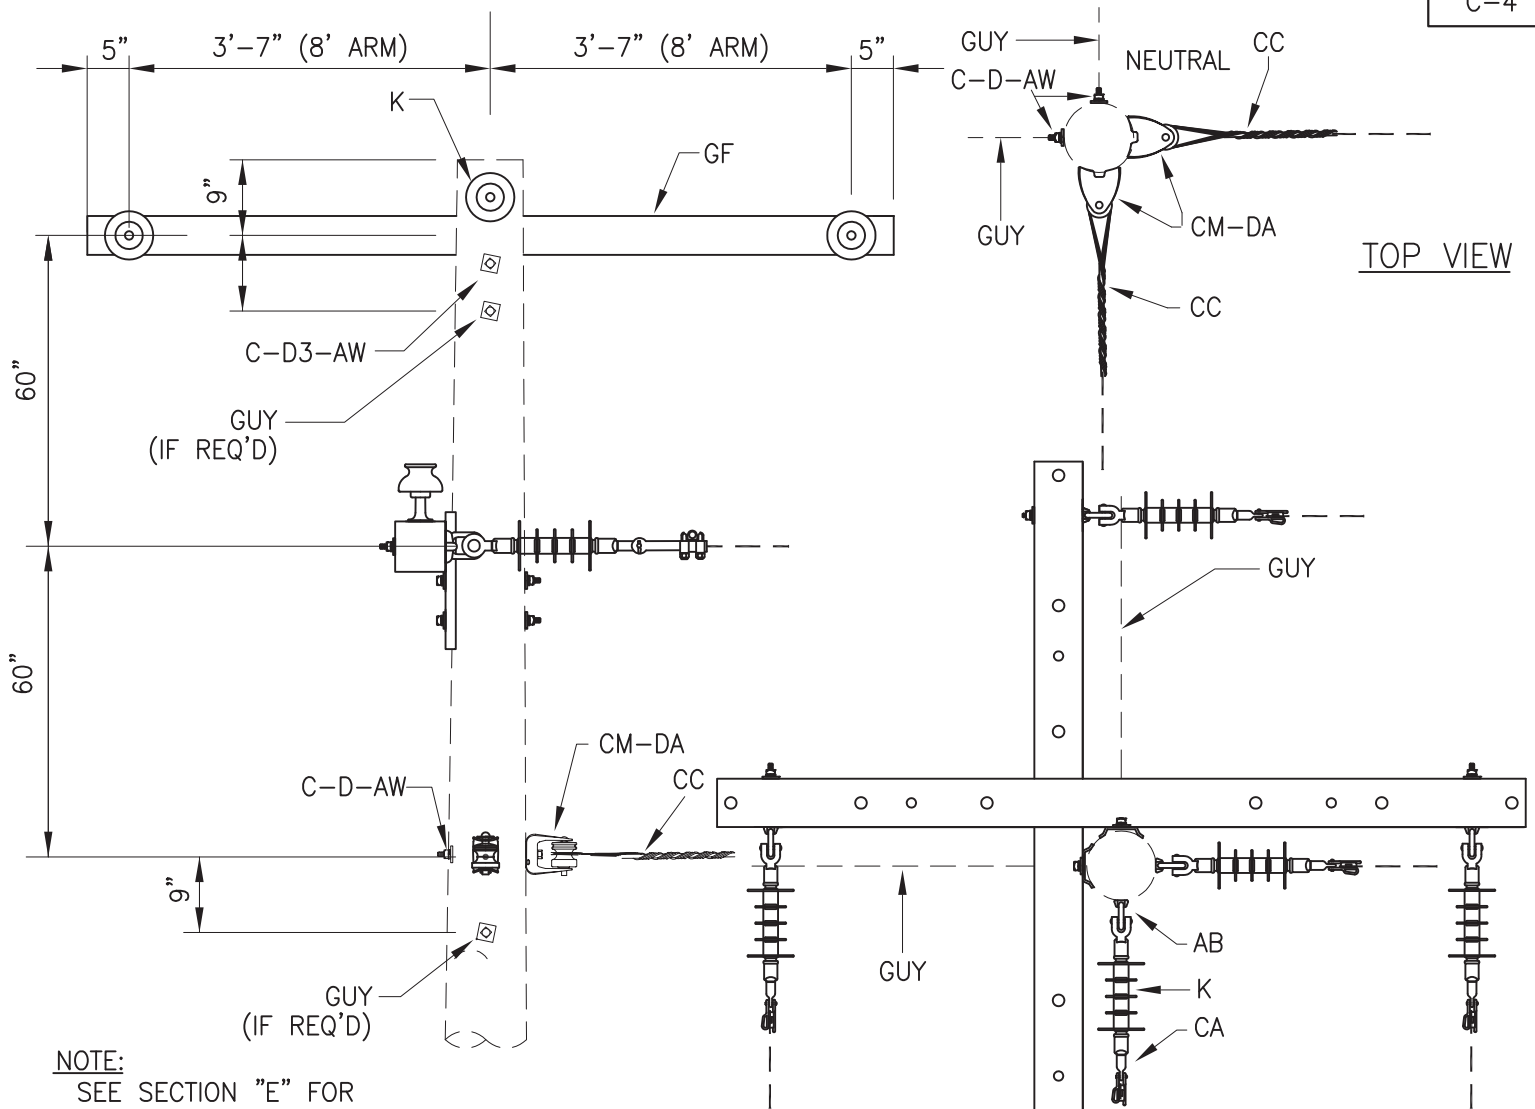 C-4
5" 3'-7" (8' ARM) 3'-7" (8' ARM) 5"
GUY
CC
NEUTRAL
C-D-AW
K
GF
9"
GUY
CM-DA
TOP VIEW
CC
C-D3-AW
60"
GUY
(IF REQ'D)
GUY
60"
CM-DA
CC
C-D-AW
9"
AB
GUY
K
GUY
(IF REQ'D)
CA
NOTE:
SEE SECTION "E" FOR